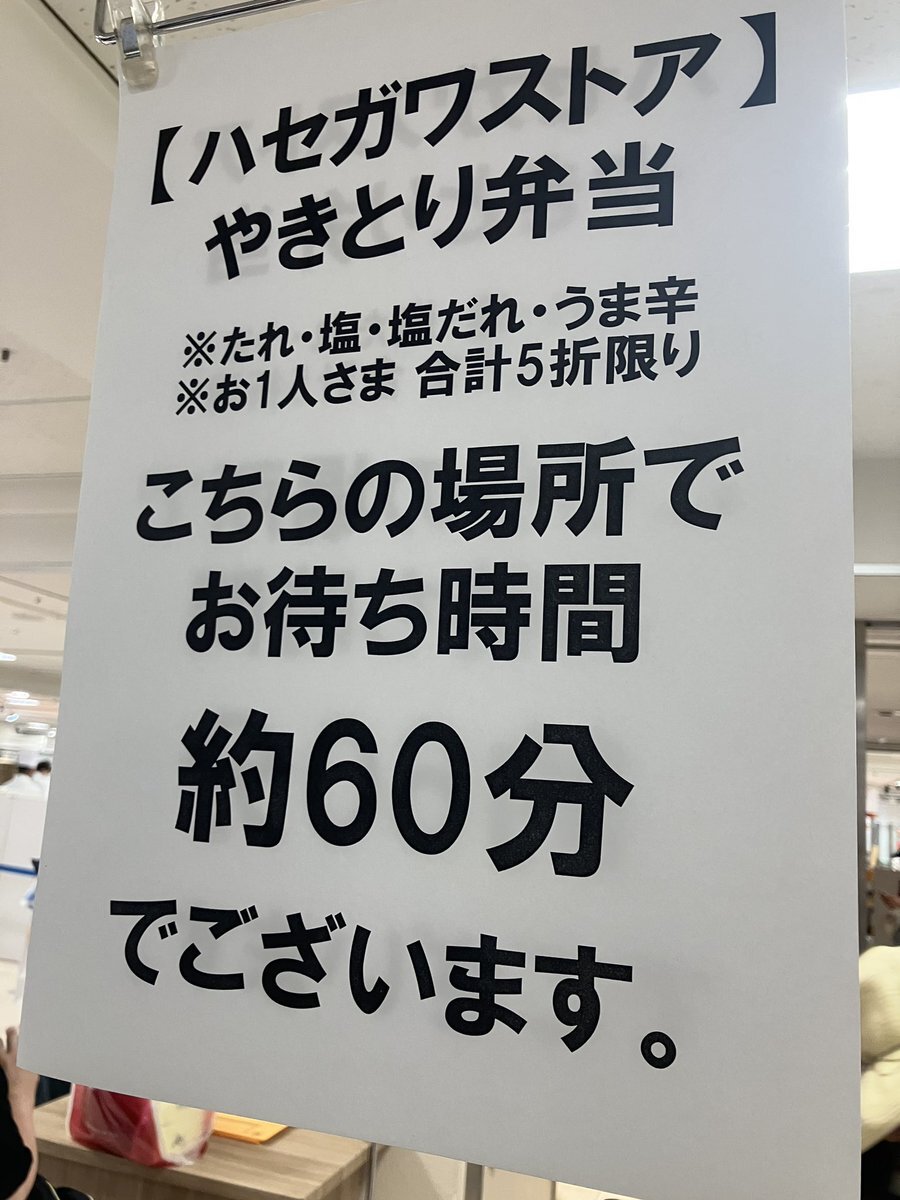 【ハセガワストア】
やきとり弁当
※たれ・塩・塩だれ・うま辛
※お1人さま 合計5折限り
こちらの場所で
お待ち時間
約60分
でございます。